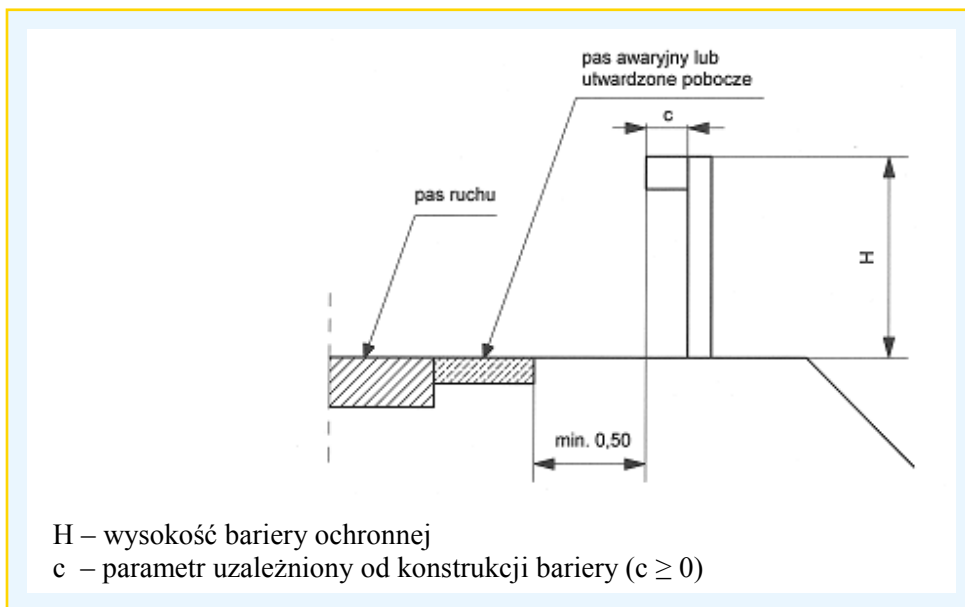 pas awaryjny lub
utwardzone pobocze
c
pas ruchu
H
min. 0,50
H – wysokość bariery ochronnej
c – parametr uzależniony od konstrukcji bariery (c ≥ 0)